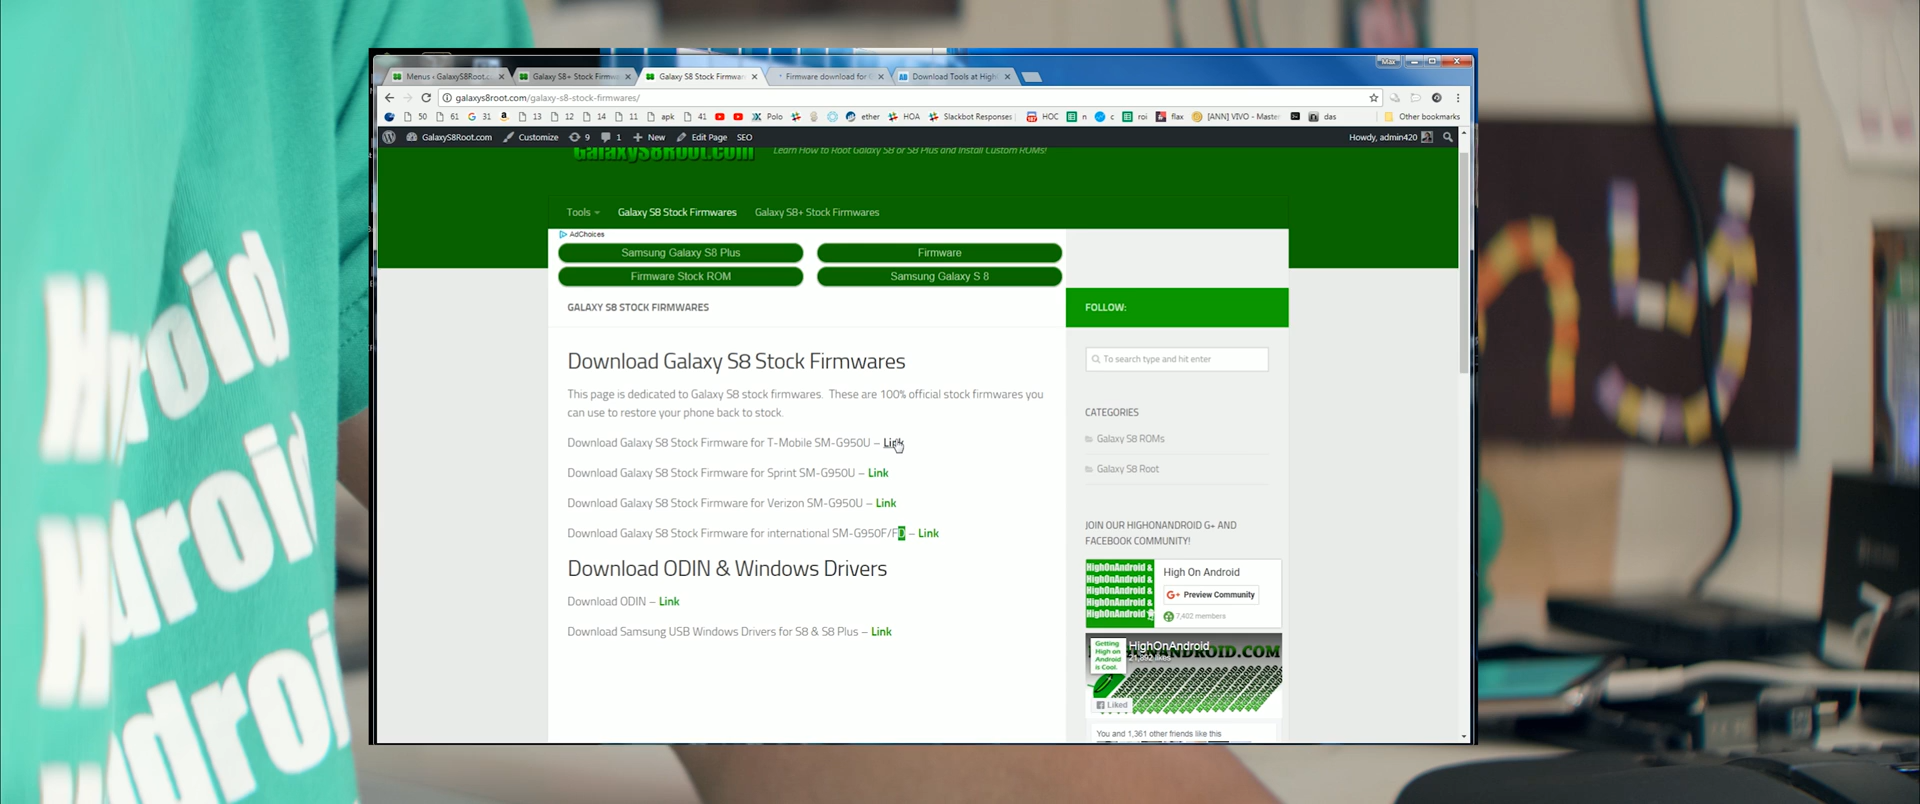 Menus ‹ GalaxyS8Root.c
Galaxy S8+ Stock Firmw
Galaxy S8 Stock Firmwar
Firmware download for
Download Tools at High
Max
galaxys8root.com/galaxy-s8-stock-firmwares/
50 61 G 31 13 12 14 11 apk 41 Polo ether HOA Slackbot Responses HOC n c roi flax [ANN] VIVO - Master das Other bookmarks
GalaxyS8Root.com Customize 9 1 New Edit Page SEO Howdy, admin420
GalaxyS8Root.com
Learn How to Root Galaxy S8 or S8 Plus and Install Custom ROMs!
Tools Galaxy S8 Stock Firmwares Galaxy S8+ Stock Firmwares
AdChoices
Samsung Galaxy S8 Plus
Firmware
Firmware Stock ROM
Samsung Galaxy S 8
GALAXY S8 STOCK FIRMWARES
Download Galaxy S8 Stock Firmwares
This page is dedicated to Galaxy S8 stock firmwares. These are 100% official stock firmwares you
can use to restore your phone back to stock.
Download Galaxy S8 Stock Firmware for T-Mobile SM-G950U – Link
Download Galaxy S8 Stock Firmware for Sprint SM-G950U – Link
Download Galaxy S8 Stock Firmware for Verizon SM-G950U – Link
Download Galaxy S8 Stock Firmware for international SM-G950F/FD – Link
Download ODIN & Windows Drivers
Download ODIN – Link
Download Samsung USB Windows Drivers for S8 & S8 Plus – Link
FOLLOW:
To search type and hit enter
CATEGORIES
Galaxy S8 ROMs
Galaxy S8 Root
JOIN OUR HIGHONANDROID G+ AND
FACEBOOK COMMUNITY!
HighOnAndroid &
HighOnAndroid &
HighOnAndroid &
HighOnAndroid &
HighOnAndroid
High On Android
G+ Preview Community
7,402 members
Getting
High on
Android
is Cool.
HighOnAndroid
HIGHONANDROID.COM
21,892 likes
Liked
You and 1,361 other friends like this
H
droid
H
droid
H
droi